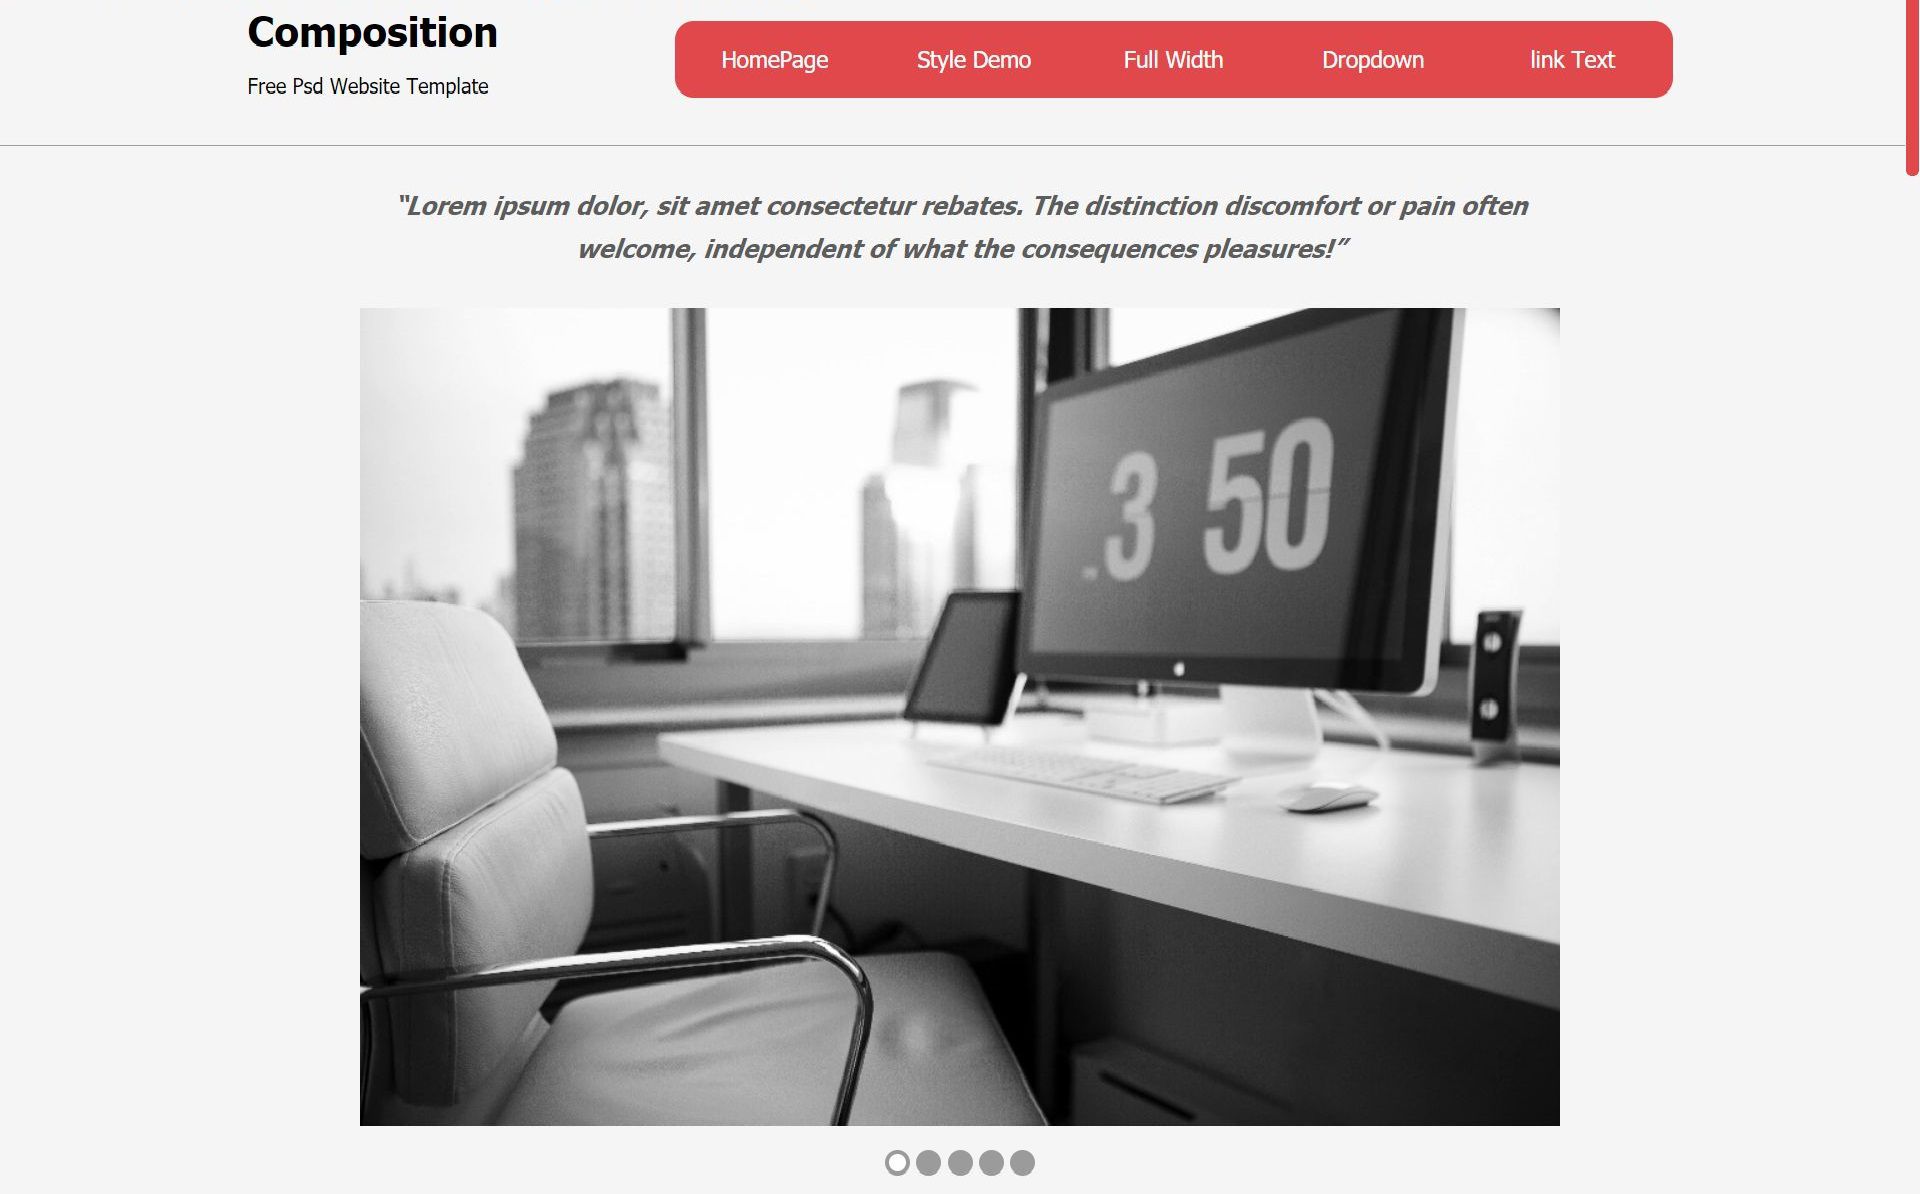 Composition
Free Psd Website Template
HomePage Style Demo Full Width Dropdown link Text
“Lorem ipsum dolor, sit amet consectetur rebates. The distinction discomfort or pain often
welcome, independent of what the consequences pleasures!”
3 50